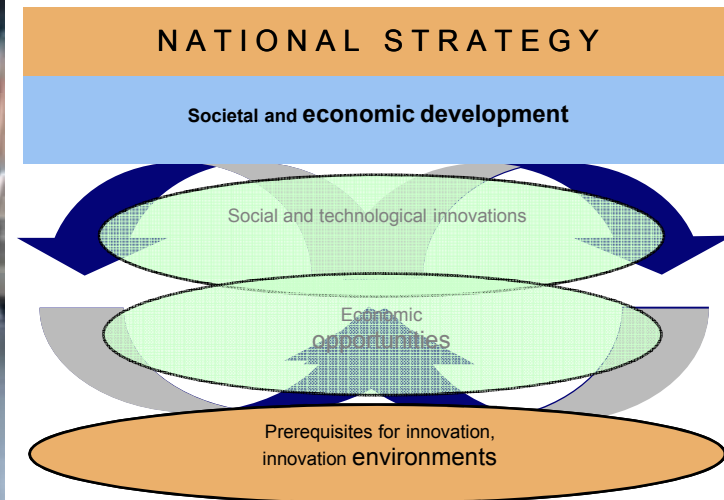 NATIONAL STRATEGY
Societal and economic development
Social and technological innovations
Economic
opportunities
Prerequisites for innovation,
innovation environments